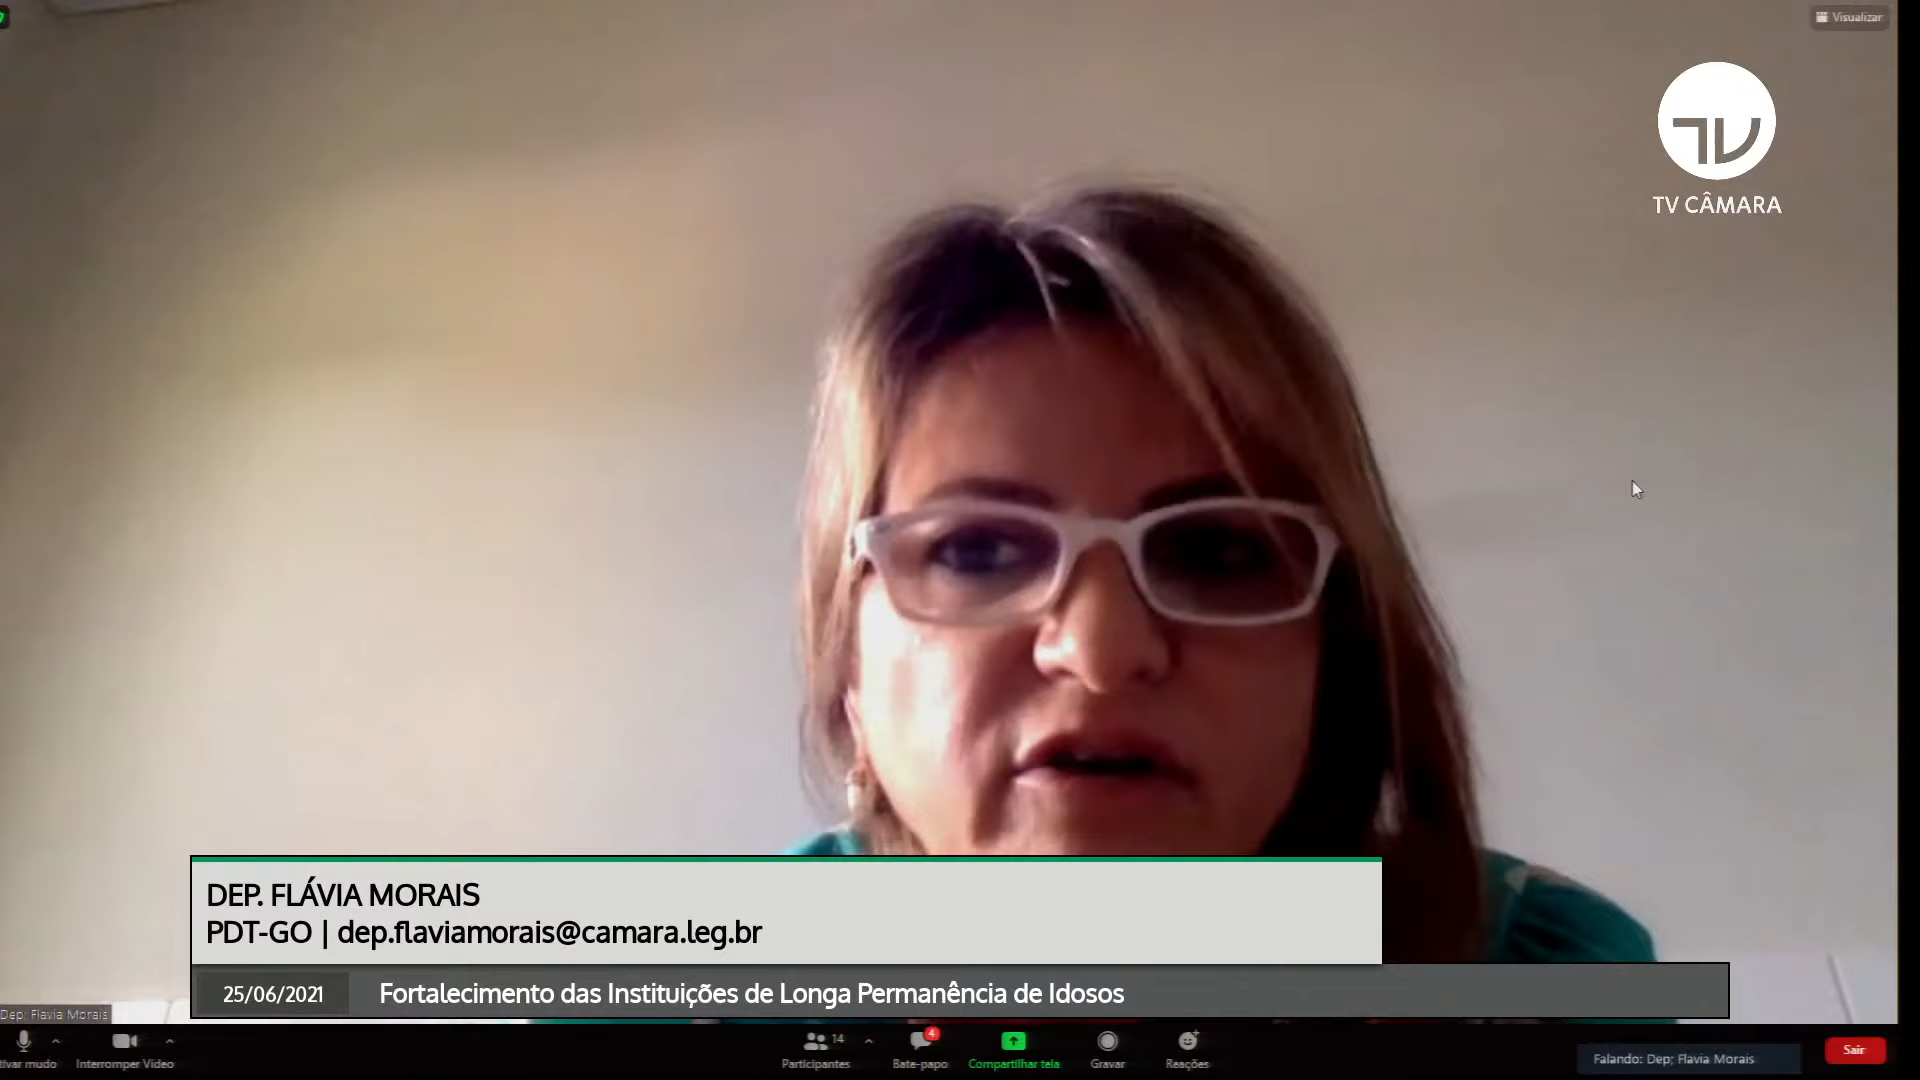 Visualizar
TV CÂMARA
DEP. FLÁVIA MORAIS
PDT-GO | dep.flaviamorais@camara.leg.br
25/06/2021 Fortalecimento das Instituições de Longa Permanência de Idosos
Dep; Flavia Morais
tivar mudo Interromper Vídeo Participantes 14 Bate-papo 4 Compartilhar tela Gravar Reações Falando: Dep; Flavia Morais Sair